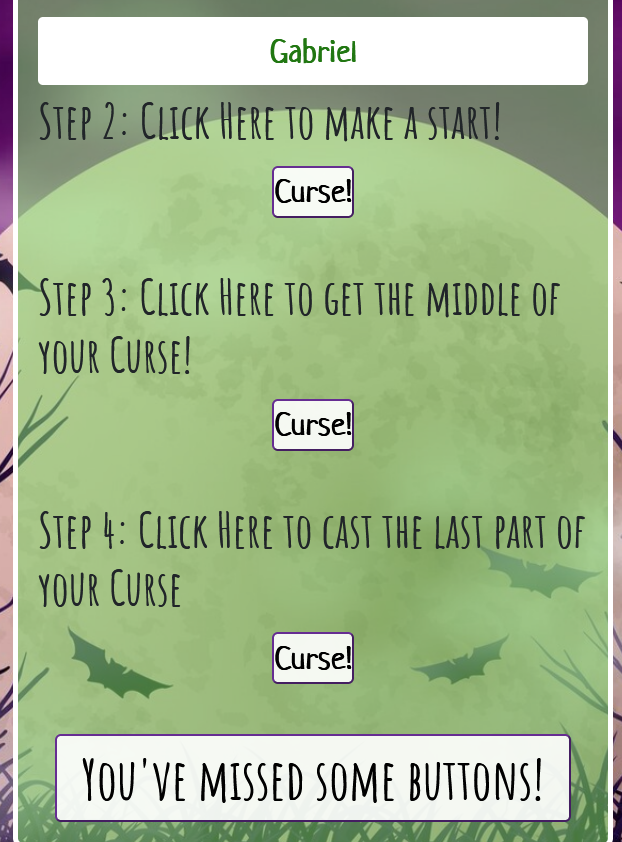 Gabriel
Step 2: Click Here to make a start!
Curse!
Step 3: Click Here to get the middle of
your Curse!
Curse!
Step 4: Click Here to cast the last part of
your Curse
Curse!
You've missed some buttons!